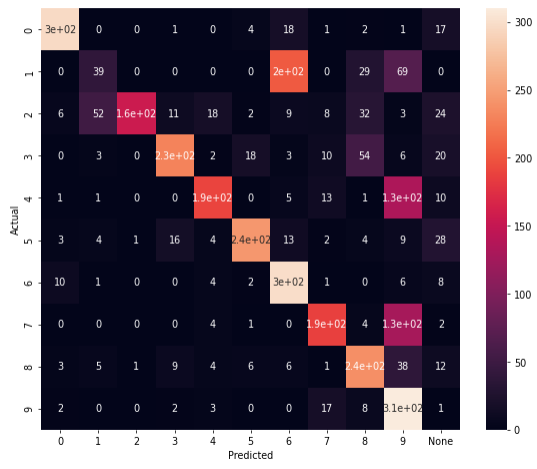 0 3e+02 0 0 1 0 4 18 1 2 1 17
1 0 39 0 0 0 0 2e+02 0 29 69 0
2 6 52 1.6e+02 11 18 2 9 8 32 3 24
3 0 3 0 2.3e+02 2 18 3 10 54 6 20
4 1 1 0 0 1.9e+02 0 5 13 1 1.3e+02 10
5 3 4 1 16 4 2.4e+02 13 2 4 9 28
6 10 1 0 0 4 2 3e+02 1 0 6 8
7 0 0 0 0 4 1 0 1.9e+02 4 1.3e+02 2
8 3 5 1 9 4 6 6 1 2.4e+02 38 12
9 2 0 0 2 3 0 0 17 8 3.1e+02 1
0 1 2 3 4 5 6 7 8 9 None
Predicted
Actual
300
250
200
150
100
50
0